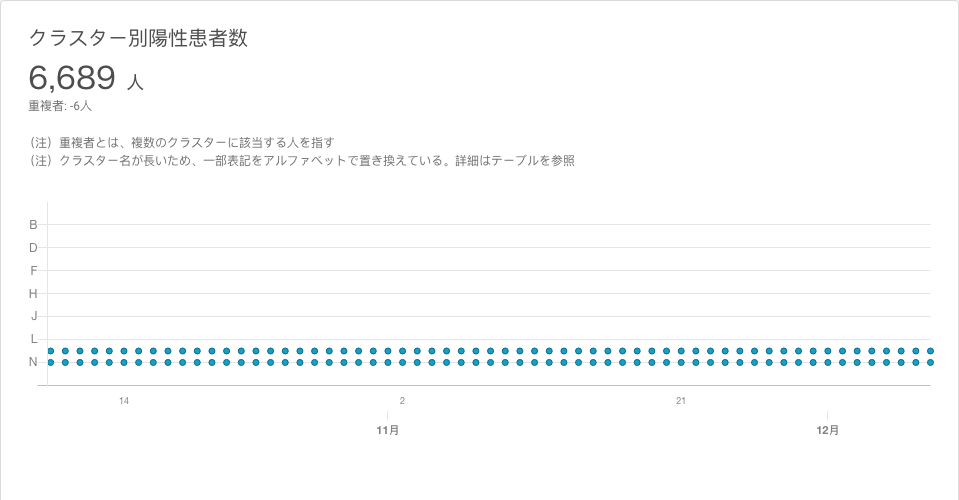 クラスター別陽性患者数
6,689 人
重複者: -6人
（注）重複者とは、複数のクラスターに該当する人を指す
（注）クラスター名が長いため、一部表記をアルファベットで置き換えている。詳細はテーブルを参照
B
D
F
H
J
L
N
14 2 21
11月 12月